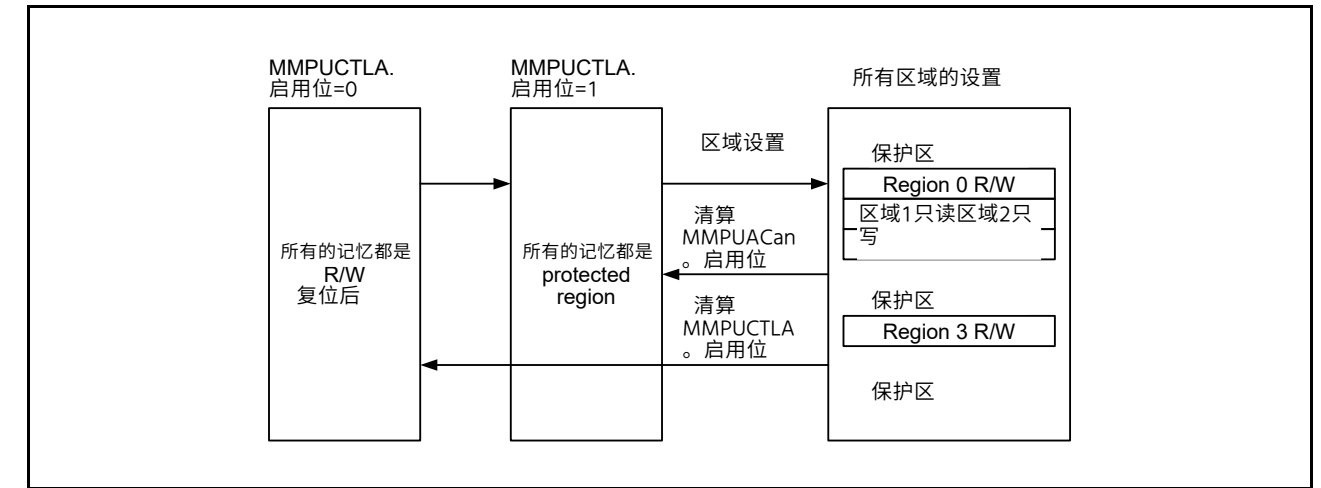 MMPUCTLA.
启用位=0
MMPUCTLA.
启用位=1
所有区域的设置
区域设置
保护区
Region 0 R/W
区域1只读区域2只
写
清算
MMPUACan
。启用位
所有的记忆都是
R/W
复位后
所有的记忆都是
protected
region
清算
MMPUCTLA
。启用位
保护区
Region 3 R/W
保护区